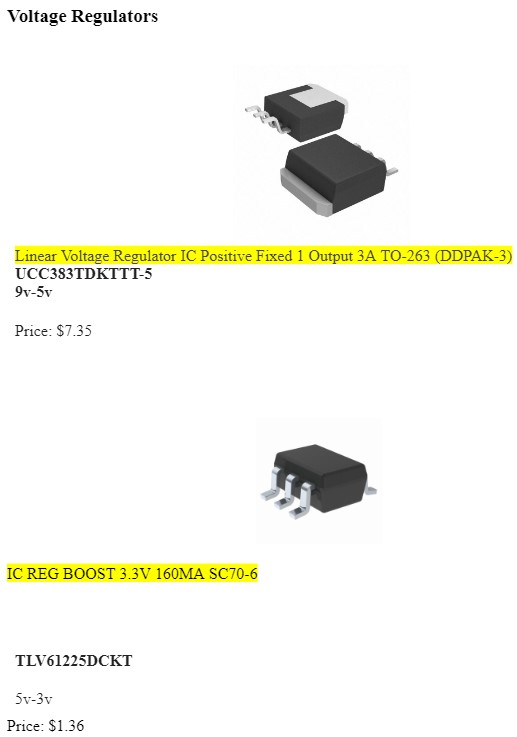 Voltage Regulators
Linear Voltage Regulator IC Positive Fixed 1 Output 3A TO-263 (DDPAK-3)
UCC383TDKTTT-5
9v-5v
Price: $7.35
IC REG BOOST 3.3V 160MA SC70-6
TLV61225DCKT
5v-3v
Price: $1.36